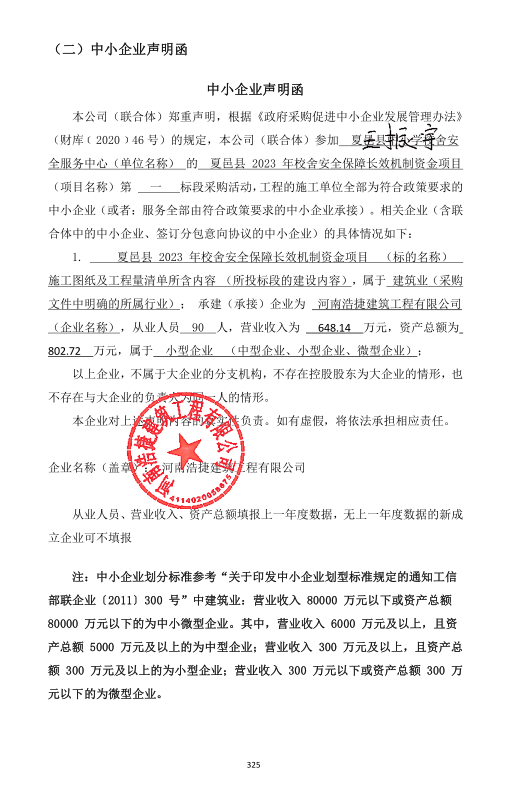 （二）中小企业声明函
中小企业声明函
本公司（联合体）郑重声明，根据《政府采购促进中小企业发展管理办法》
（财库﹝2020﹞46号）的规定，本公司（联合体）参加 夏邑县中小学校舍安
全服务中心（单位名称） 的 夏邑县 2023 年校舍安全保障长效机制资金项目
（项目名称）第 一 标段采购活动，工程的施工单位全部为符合政策要求的
中小企业（或者：服务全部由符合政策要求的中小企业承接）。相关企业（含联
合体中的中小企业、签订分包意向协议的中小企业）的具体情况如下：
1. 夏邑县 2023 年校舍安全保障长效机制资金项目 （标的名称）
施工图纸及工程量清单所含内容 （所投标段的建设内容），属于 建筑业（采购
文件中明确的所属行业）； 承建（承接）企业为 河南浩捷建筑工程有限公司
（企业名称），从业人员 90 人，营业收入为 648.14 万元，资产总额为
802.72 万元，属于 小型企业 （中型企业、小型企业、微型企业）；
以上企业，不属于大企业的分支机构，不存在控股股东为大企业的情形，也
不存在与大企业的负责人为同一人的情形。
本企业对上述声明内容的真实性负责。如有虚假，将依法承担相应责任。
企业名称（盖章）：河南浩捷建筑工程有限公司
河南浩捷建筑工程有限公司
4114020058675
从业人员、营业收入、资产总额填报上一年度数据，无上一年度数据的新成
立企业可不填报
注：中小企业划分标准参考“关于印发中小企业划型标准规定的通知工信
部联企业〔2011〕300 号”中建筑业：营业收入 80000 万元以下或资产总额
80000 万元以下的为中小微型企业。其中，营业收入 6000 万元及以上，且资
产总额 5000 万元及以上的为中型企业；营业收入 300 万元及以上，且资产总
额 300 万元及以上的为小型企业；营业收入 300 万元以下或资产总额 300 万
元以下的为微型企业。
325